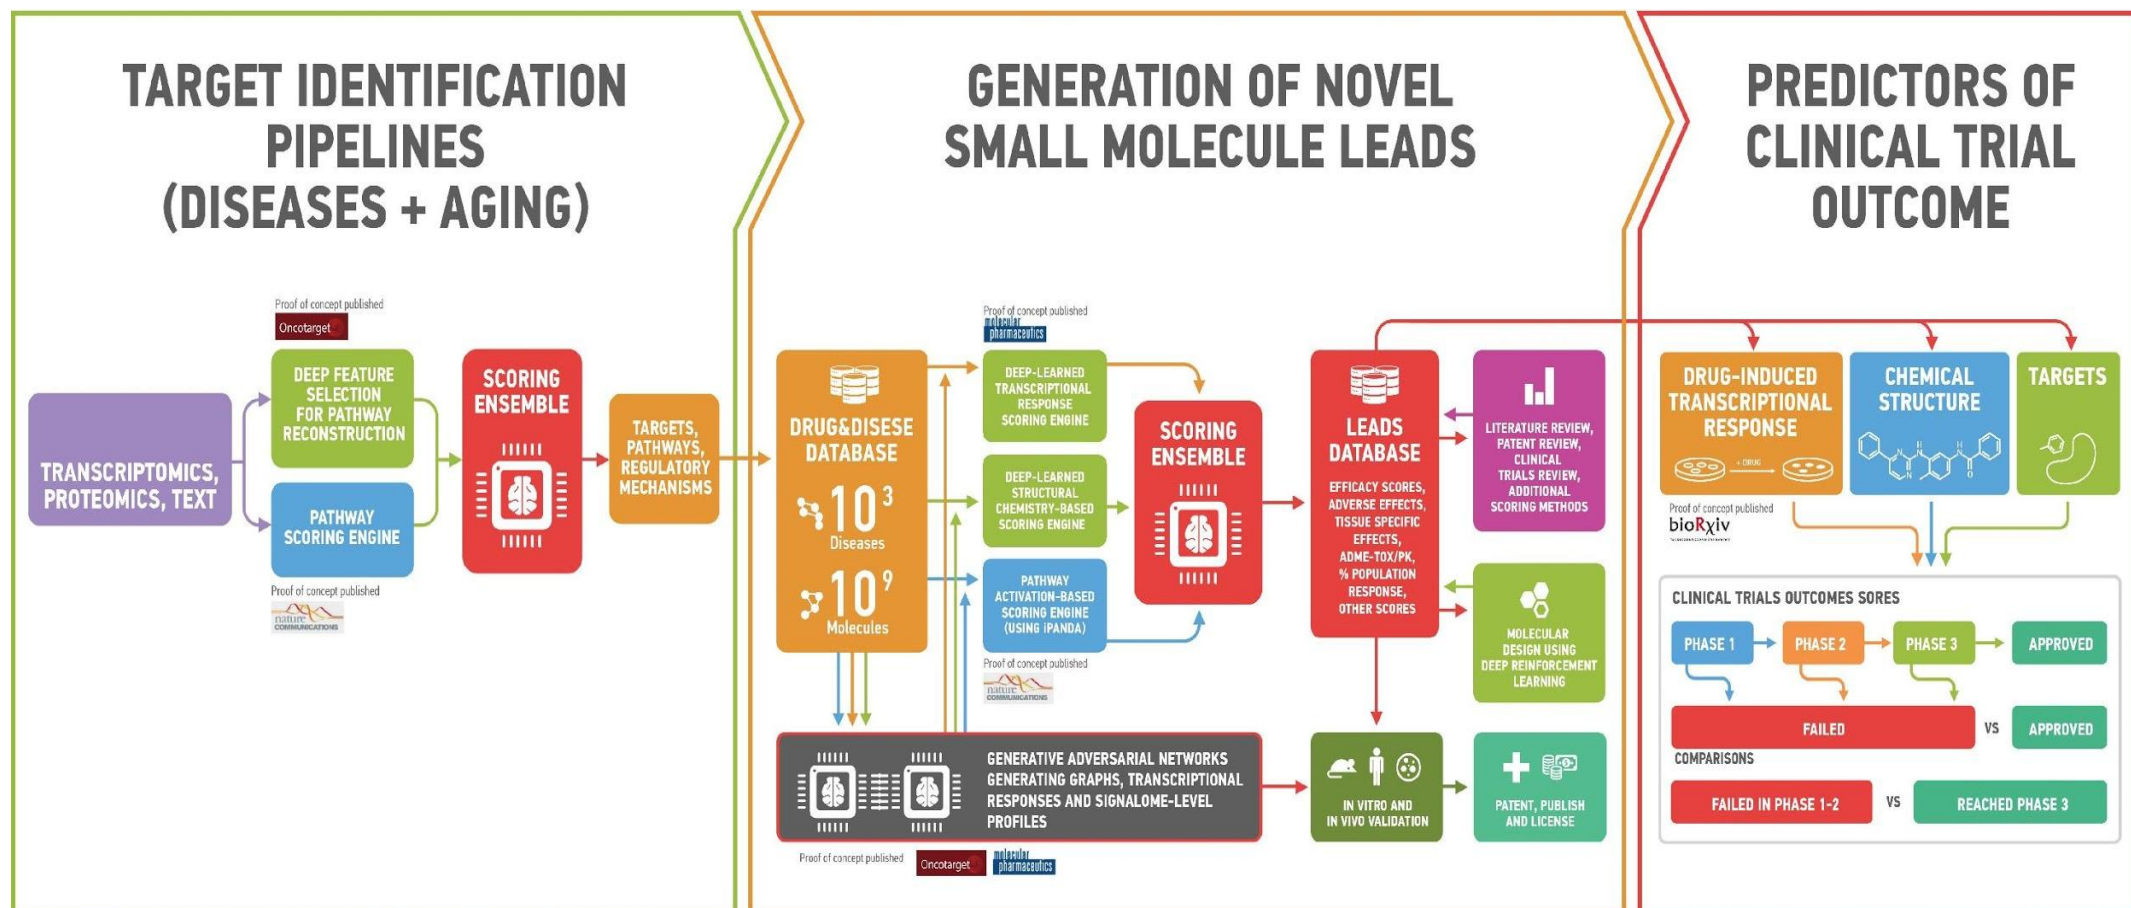 TARGET IDENTIFICATION
PIPELINES
(DISEASES + AGING)
Proof of concept published
Oncotarget
DEEP FEATURE
SELECTION
FOR PATHWAY
RECONSTRUCTION
TRANSCRIPTOMICS,
PROTEOMICS, TEXT
PATHWAY
SCORING ENGINE
Proof of concept published
nature
COMMUNICATIONS
SCORING
ENSEMBLE
TARGETS,
PATHWAYS,
REGULATORY
MECHANISMS
GENERATION OF NOVEL
SMALL MOLECULE LEADS
DRUG&DISESE
DATABASE
10³
Diseases
10⁹
Molecules
Proof of concept published
molecular
pharmaceutics
DEEP-LEARNED
TRANSCRIPTIONAL
RESPONSE
SCORING ENGINE
DEEP-LEARNED
STRUCTURAL
CHEMISTRY-BASED
SCORING ENGINE
PATHWAY
ACTIVATION-BASED
SCORING ENGINE
(USING iPANDA)
Proof of concept published
nature
COMMUNICATIONS
SCORING
ENSEMBLE
LEADS
DATABASE
EFFICACY SCORES,
ADVERSE EFFECTS,
TISSUE SPECIFIC
EFFECTS,
ADME-TOX/PK,
% POPULATION
RESPONSE,
OTHER SCORES
LITERATURE REVIEW,
PATENT REVIEW,
CLINICAL
TRIALS REVIEW,
ADDITIONAL
SCORING METHODS
MOLECULAR
DESIGN USING
DEEP REINFORCEMENT
LEARNING
GENERATIVE ADVERSARIAL NETWORKS
GENERATING GRAPHS, TRANSCRIPTIONAL
RESPONSES AND SIGNALOME-LEVEL
PROFILES
Proof of concept published
Oncotarget
molecular
pharmaceutics
IN VITRO AND
IN VIVO VALIDATION
PATENT, PUBLISH
AND LICENSE
PREDICTORS OF
CLINICAL TRIAL
OUTCOME
DRUG-INDUCED
TRANSCRIPTIONAL
RESPONSE
+ DRUG
CHEMICAL
STRUCTURE
H
N
N
N
H
N
O
TARGETS
Proof of concept published
bioRχiv
CLINICAL TRIALS OUTCOMES SORES
PHASE 1
PHASE 2
PHASE 3
APPROVED
FAILED
VS
APPROVED
COMPARISONS
FAILED IN PHASE 1-2
VS
REACHED PHASE 3